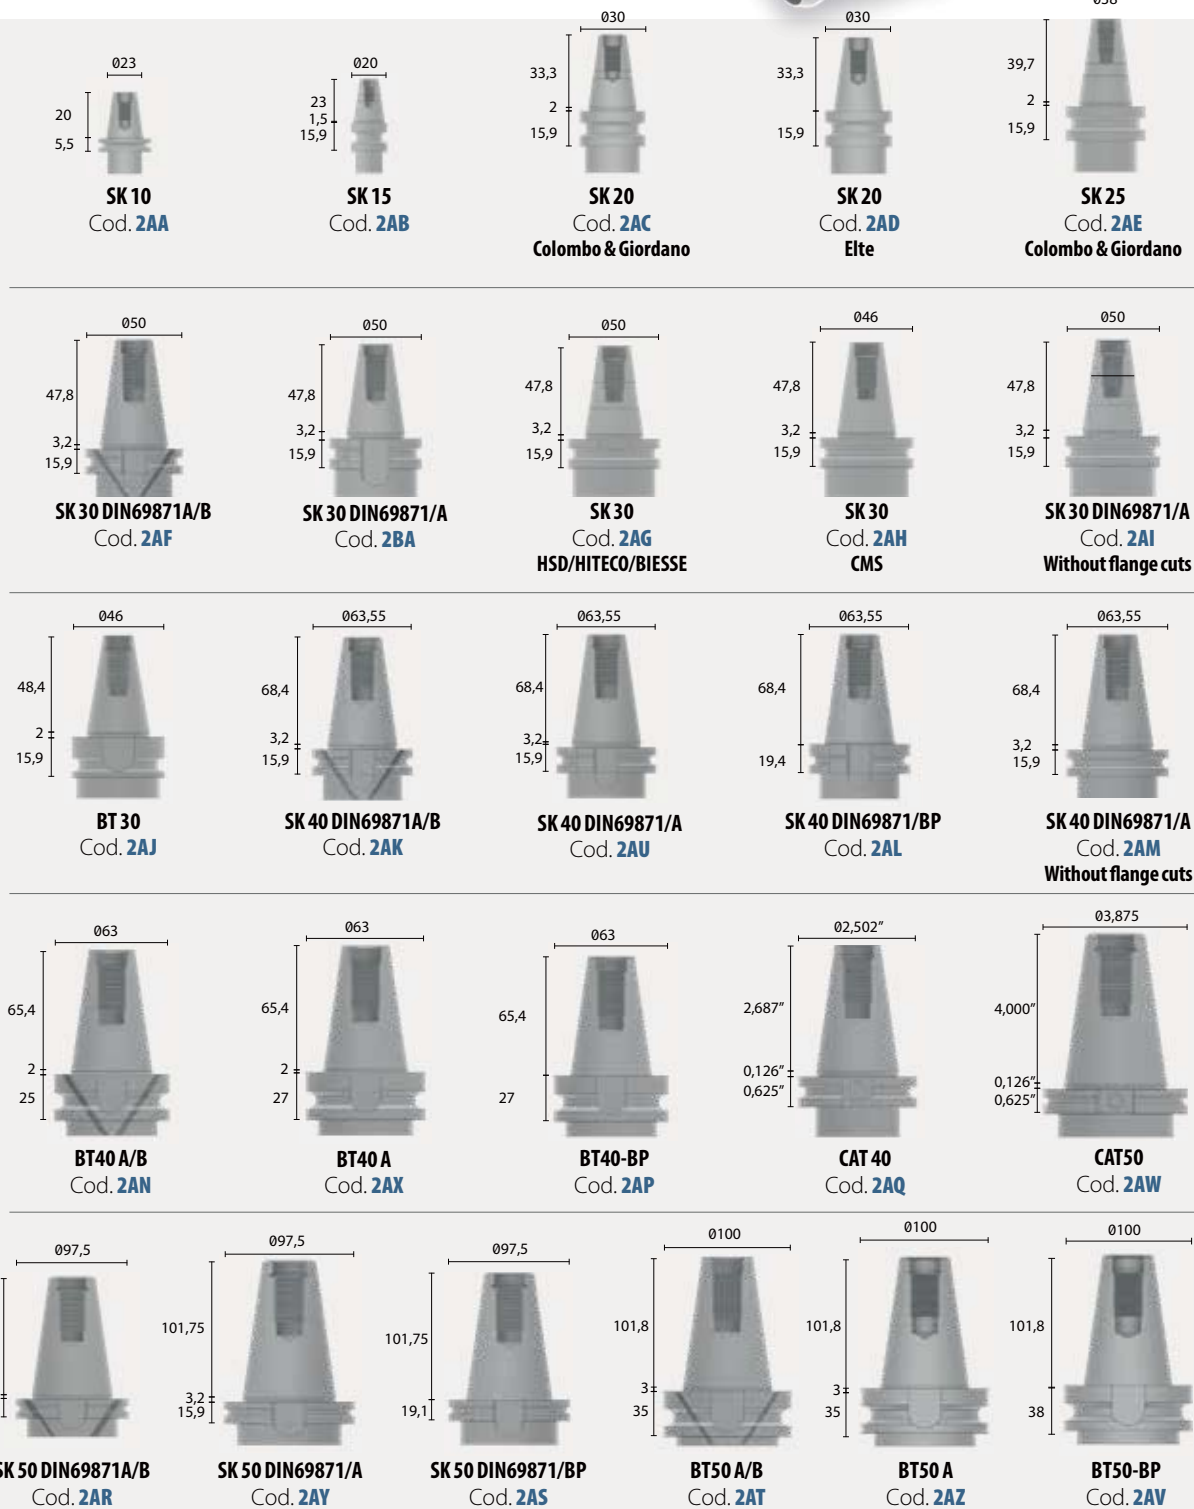 Ø23
20
5,5
SK 10
Cod. 2AA
Ø20
23
1,5
15,9
SK 15
Cod. 2AB
Ø30
33,3
2
15,9
SK 20
Cod. 2AC
Colombo & Giordano
Ø30
33,3
15,9
SK 20
Cod. 2AD
Elte
39,7
2
15,9
SK 25
Cod. 2AE
Colombo & Giordano
Ø50
47,8
3,2
15,9
SK 30 DIN69871A/B
Cod. 2AF
Ø50
47,8
3,2
15,9
SK 30 DIN69871/A
Cod. 2BA
Ø50
47,8
3,2
15,9
SK 30
Cod. 2AG
HSD/HITECO/BIESSE
Ø46
47,8
3,2
15,9
SK 30
Cod. 2AH
CMS
Ø50
47,8
3,2
15,9
SK 30 DIN69871/A
Cod. 2AI
Without flange cuts
Ø46
48,4
2
15,9
BT 30
Cod. 2AJ
Ø63,55
68,4
3,2
15,9
SK 40 DIN69871A/B
Cod. 2AK
Ø63,55
68,4
3,2
15,9
SK 40 DIN69871/A
Cod. 2AU
Ø63,55
68,4
19,4
SK 40 DIN69871/BP
Cod. 2AL
Ø63,55
68,4
3,2
15,9
SK 40 DIN69871/A
Cod. 2AM
Without flange cuts
Ø63
65,4
2
25
BT40 A/B
Cod. 2AN
Ø63
65,4
2
27
BT40 A
Cod. 2AX
Ø63
65,4
27
BT40-BP
Cod. 2AP
Ø2,502”
2,687”
0,126”
0,625”
CAT 40
Cod. 2AQ
Ø3,875
4,000”
0,126”
0,625”
CAT50
Cod. 2AW
Ø97,5
SK 50 DIN69871A/B
Cod. 2AR
Ø97,5
101,75
3,2
15,9
SK 50 DIN69871/A
Cod. 2AY
Ø97,5
101,75
19,1
SK 50 DIN69871/BP
Cod. 2AS
Ø100
101,8
3
35
BT50 A/B
Cod. 2AT
Ø100
101,8
3
35
BT50 A
Cod. 2AZ
Ø100
101,8
38
BT50-BP
Cod. 2AV